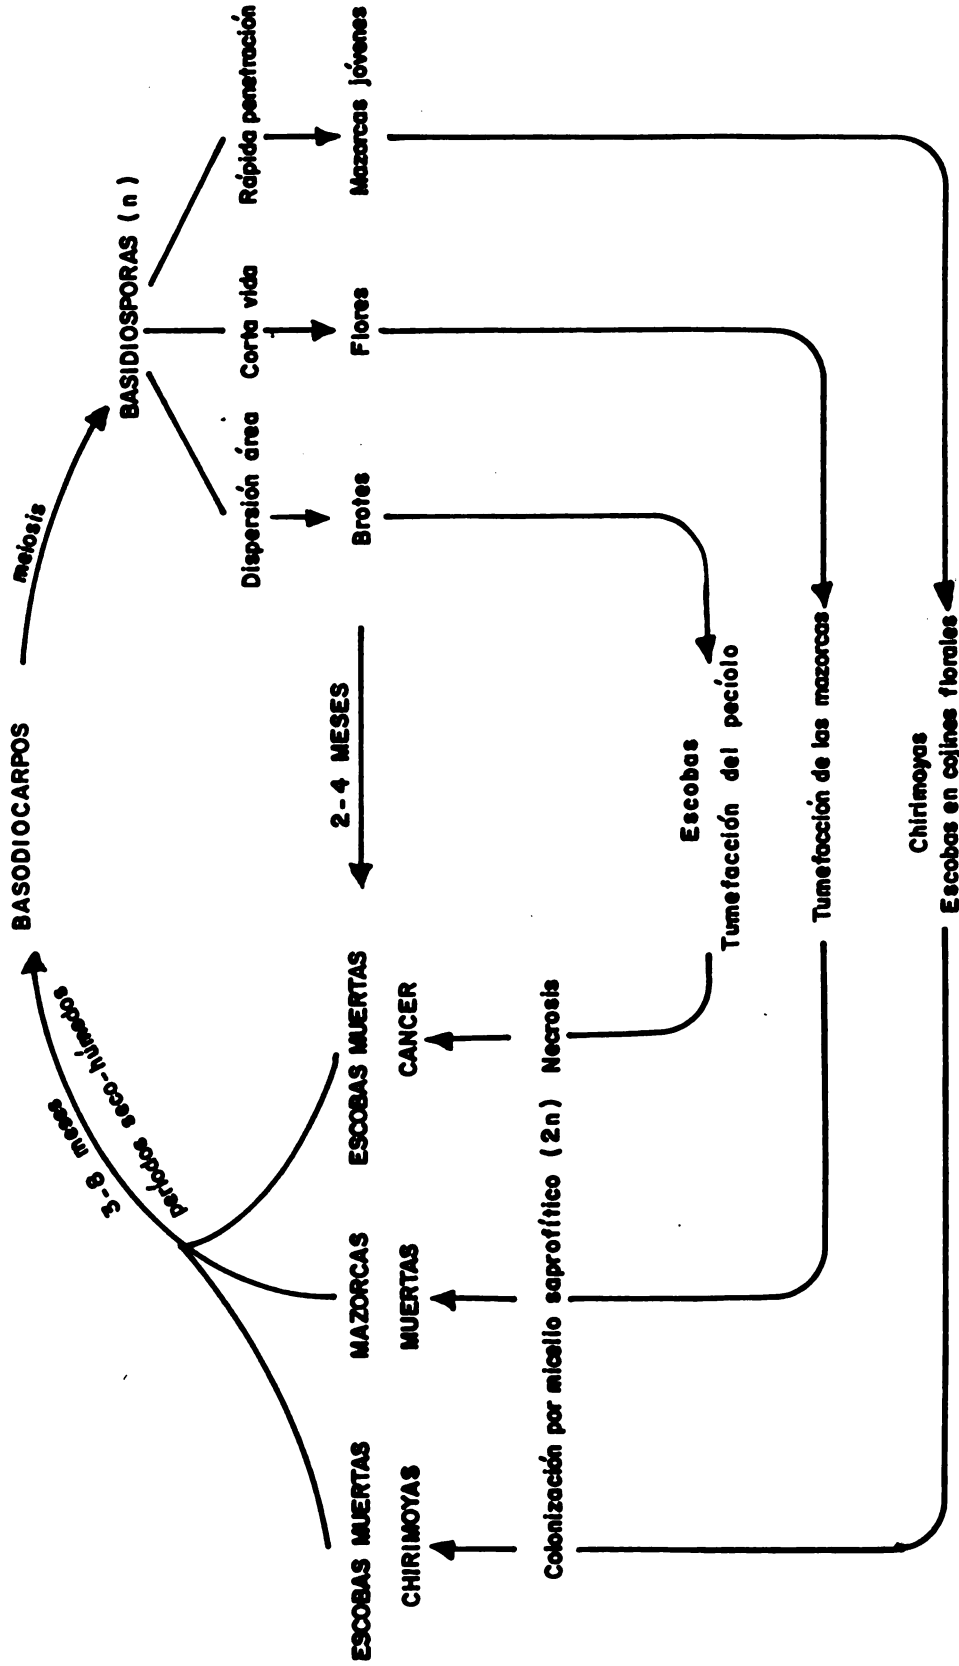 BASODIOCARPOS
meiosis
3-8 meses
períodos seco-húmedos
BASIDIOSPORAS (n)
Dispersión área
Corta vida
Rápida penetración
Brotes
Flores
Mazorcas jóvenes
2-4 MESES
ESCOBAS MUERTAS
CHIRIMOYAS
MAZORCAS
MUERTAS
ESCOBAS MUERTAS
CANCER
Colonización por micelio saprofítico (2n) Necrosis
Escobas
Tumefacción del pecíolo
Tumefacción de las mazorcas
Chirimoyas
Escobas en cojines florales